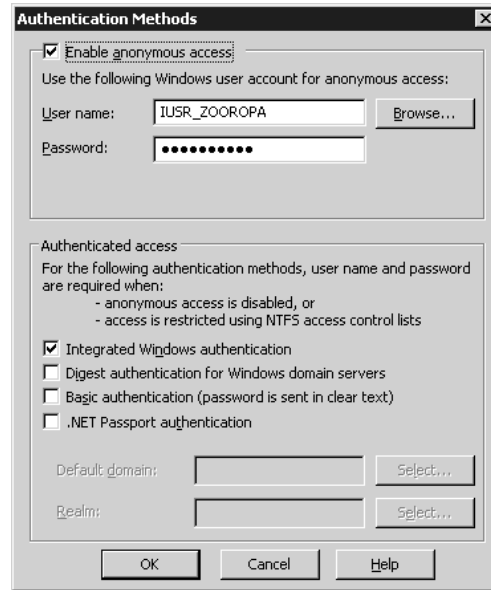 Authentication Methods
Enable anonymous access
Use the following Windows user account for anonymous access:
User name: IUSR_ZOOROPA Browse...
Password: ●●●●●●●●●●
Authenticated access
For the following authentication methods, user name and password
are required when:
- anonymous access is disabled, or
- access is restricted using NTFS access control lists
Integrated Windows authentication
Digest authentication for Windows domain servers
Basic authentication (password is sent in clear text)
.NET Passport authentication
Default domain: Select...
Realm: Select...
OK Cancel Help